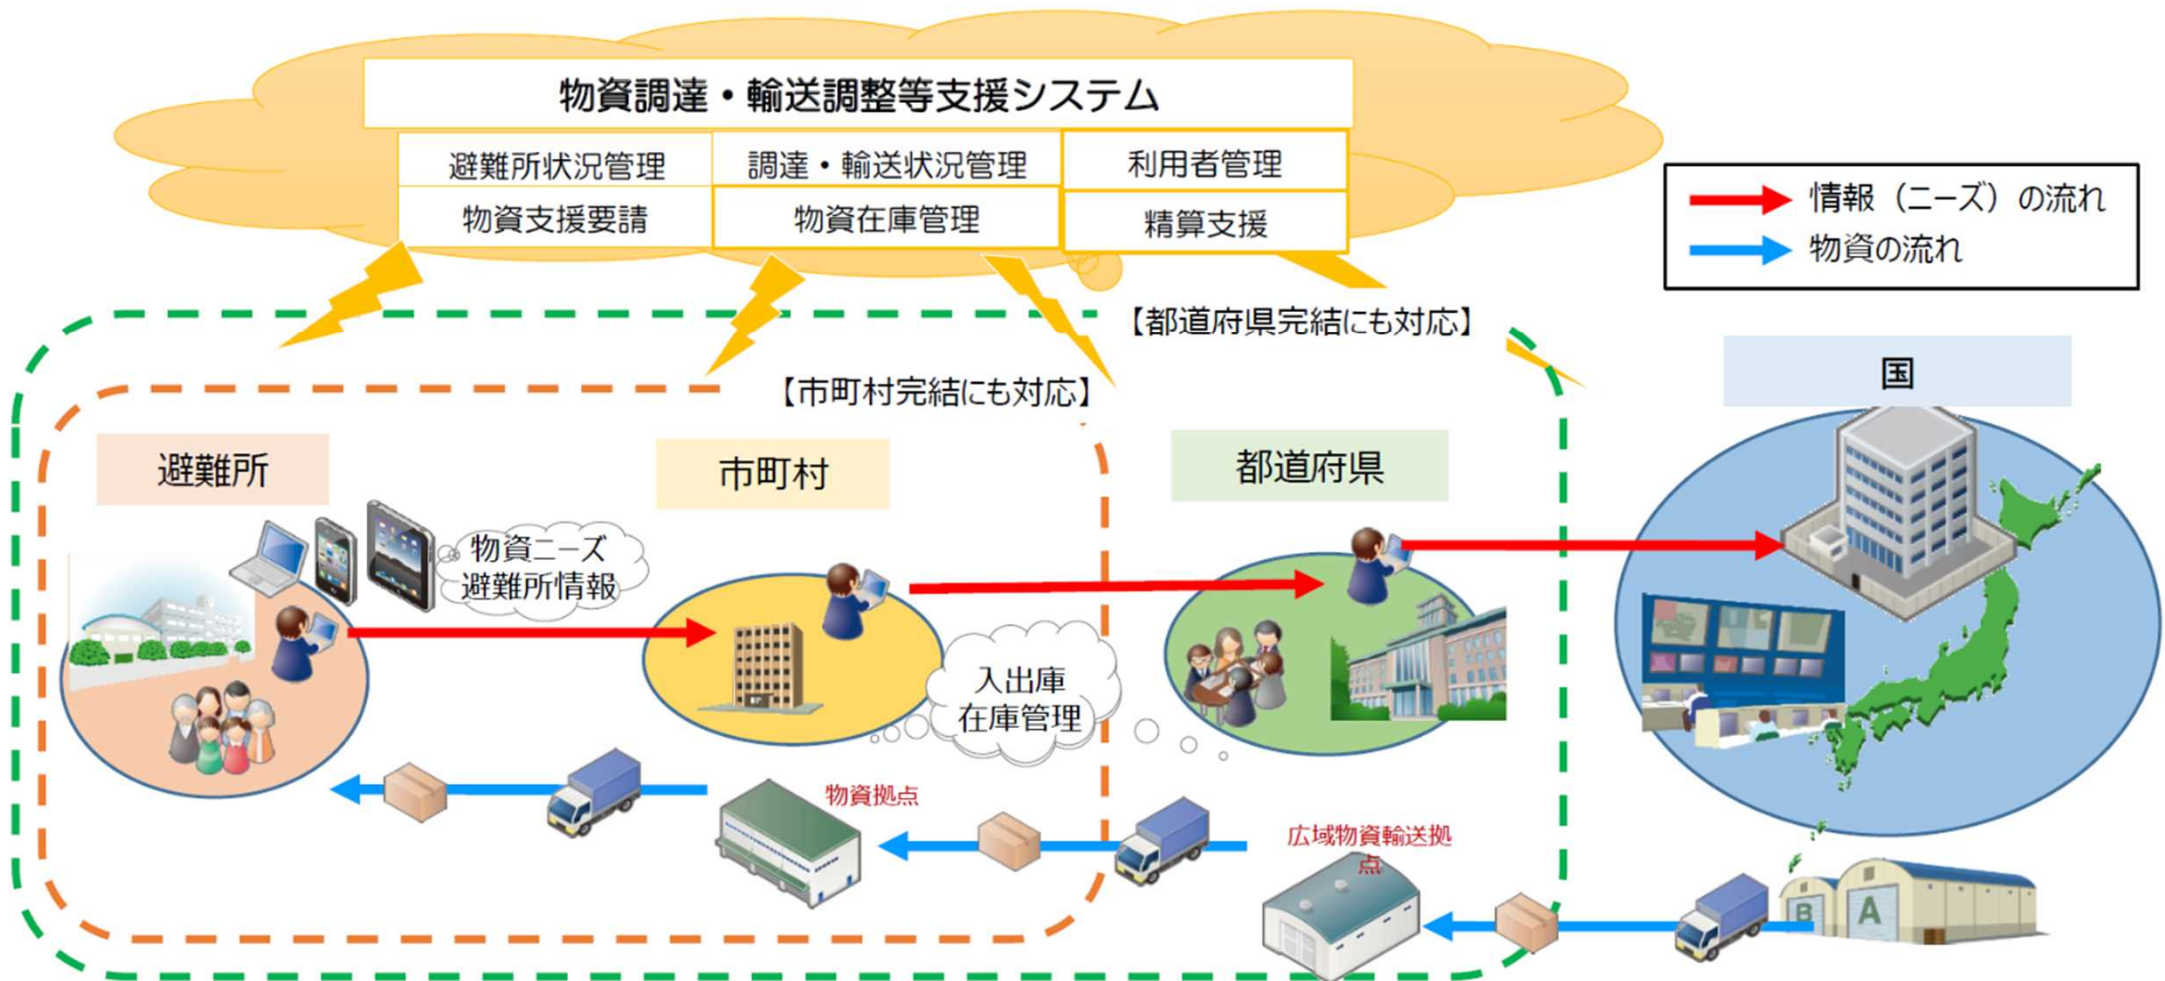 物資調達・輸送調整等支援システム
避難所状況管理
調達・輸送状況管理
利用者管理
物資支援要請
物資在庫管理
精算支援
情報（ニーズ）の流れ
物資の流れ
【都道府県完結にも対応】
【市町村完結にも対応】
避難所
市町村
都道府県
国
物資ニーズ
避難所情報
入出庫
在庫管理
物資拠点
広域物資輸送拠
点
B
A